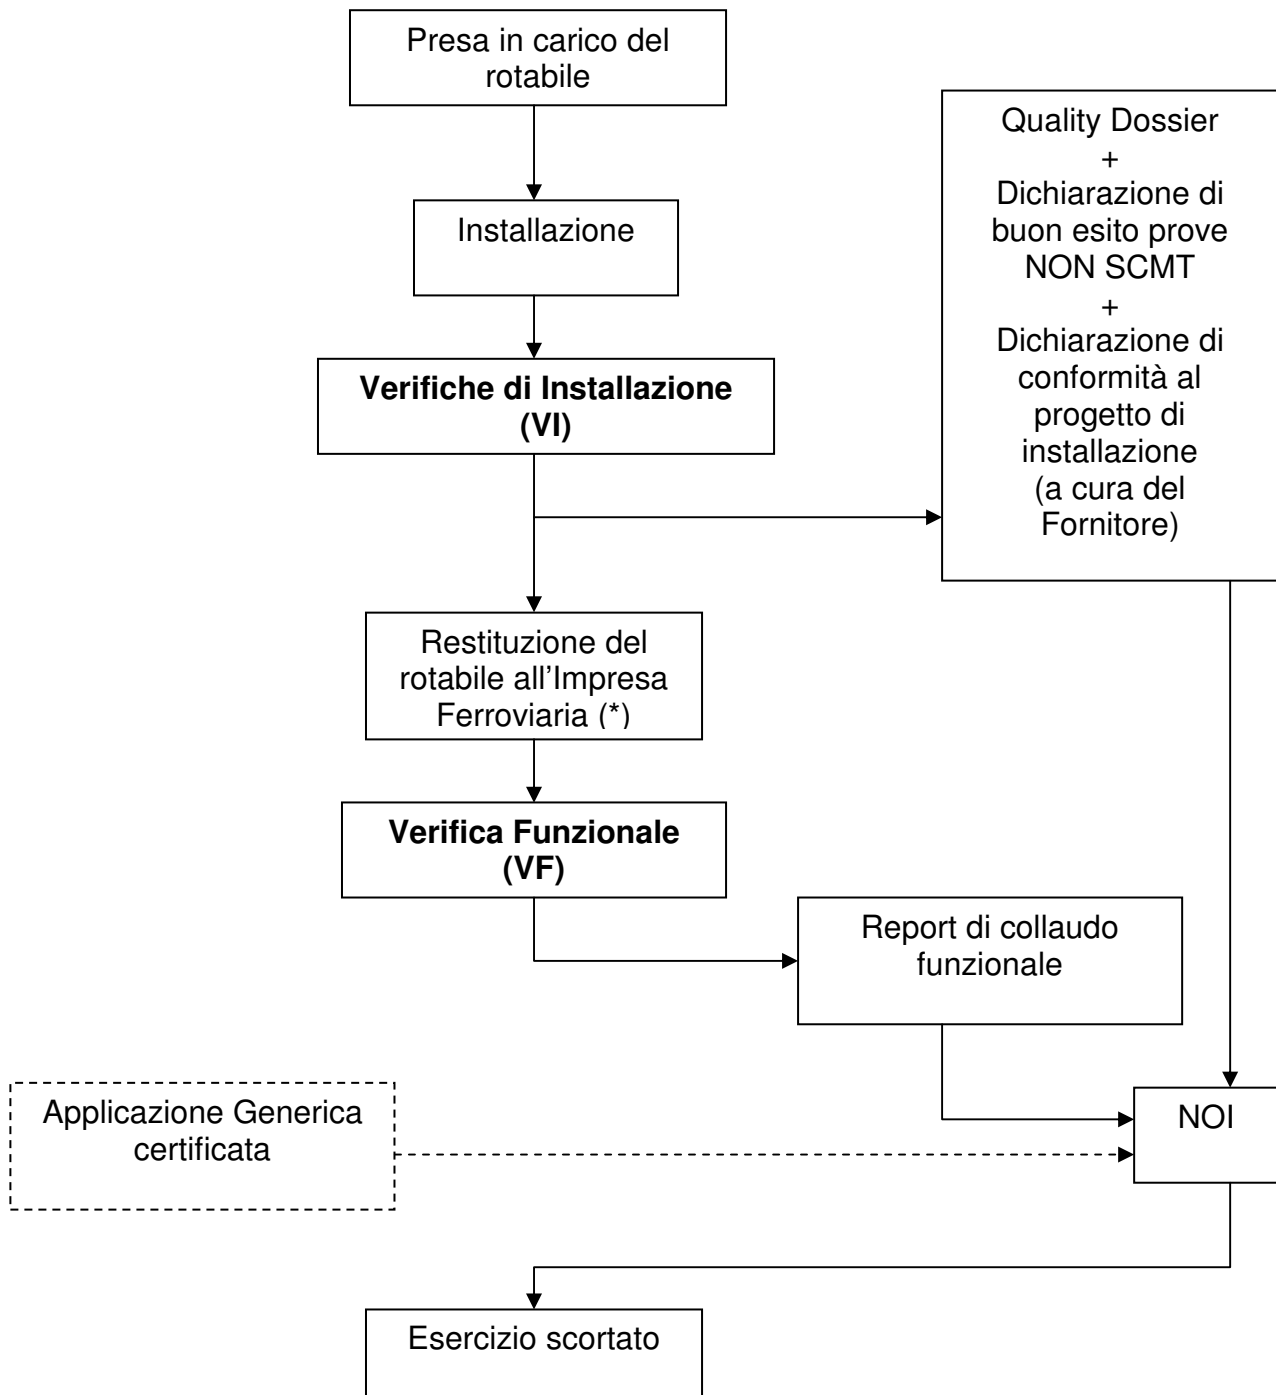 Presa in carico del
rotabile
Quality Dossier
+
Dichiarazione di
buon esito prove
NON SCMT
+
Dichiarazione di
conformità al
progetto di
installazione
(a cura del
Fornitore)
Installazione
Verifiche di Installazione
(VI)
Restituzione del
rotabile all’Impresa
Ferroviaria (*)
Verifica Funzionale
(VF)
Report di collaudo
funzionale
Applicazione Generica
certificata
NOI
Esercizio scortato